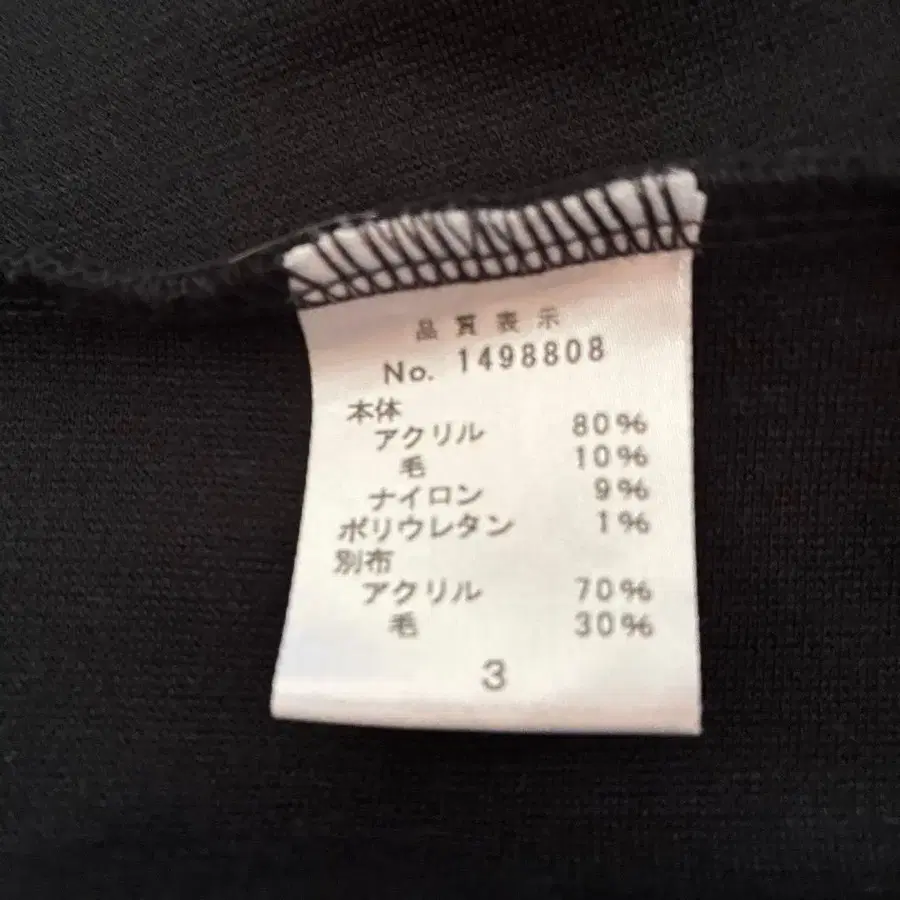 品質表示
No. 1498808
本体
アクリル 80%
毛 10%
ナイロン 9%
ポリウレタン 1%
別布
アクリル 70%
毛 30%
3